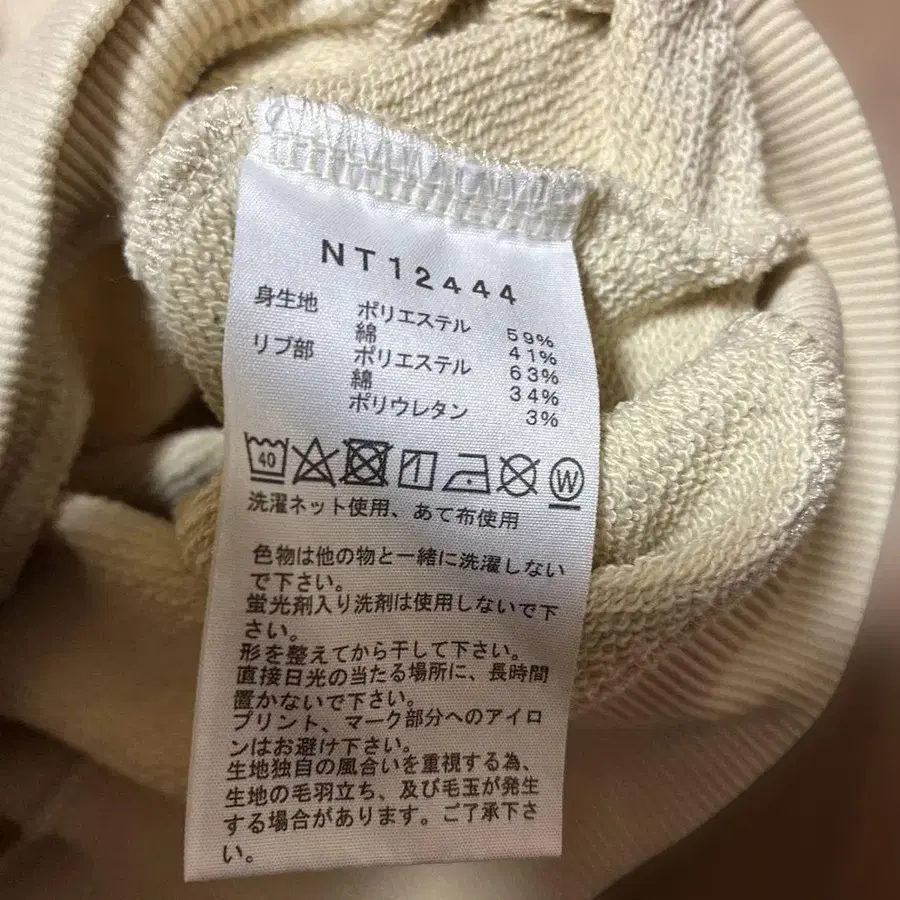 NT12444
身生地 ポリエステル 59%
綿 41%
リブ部 ポリエステル 63%
綿 34%
ポリウレタン 3%
40 W
洗濯ネット使用、あて布使用
色物は他の物と一緒に洗濯しない
で下さい。
蛍光剤入り洗剤は使用しないで下
さい。
形を整えてから干して下さい。
直接日光の当たる場所に、長時間
置かないで下さい。
プリント、マーク部分へのアイロ
ンはお避け下さい。
生地独自の風合いを重視する為、
生地の毛羽立ち、及び毛玉が発生
する場合があります。ご了承下さ
い。